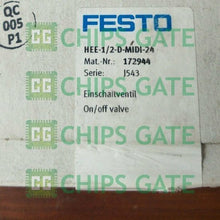 CHIPS GATE
QC
005
P1
FESTO
HEE-1/2-D-MIDI-24
Mat.-Nr.: 172944
Serie: J543
CHIPS GATE
Einschaltventil
On/off valve
CHIPS GATE
CHIPS GATE